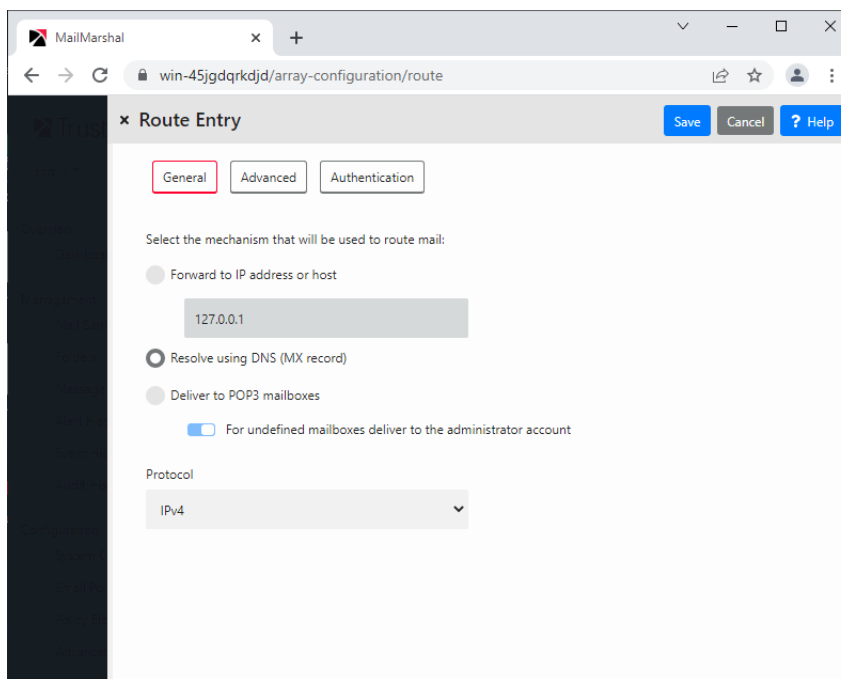 MailMarshal
win-45jgdqrkdjd/array-configuration/route
Trust
Route Entry
Save
Cancel
? Help
General
Advanced
Authentication
Select the mechanism that will be used to route mail:
Forward to IP address or host
127.0.0.1
Resolve using DNS (MX record)
Deliver to POP3 mailboxes
For undefined mailboxes deliver to the administrator account
Protocol
IPv4